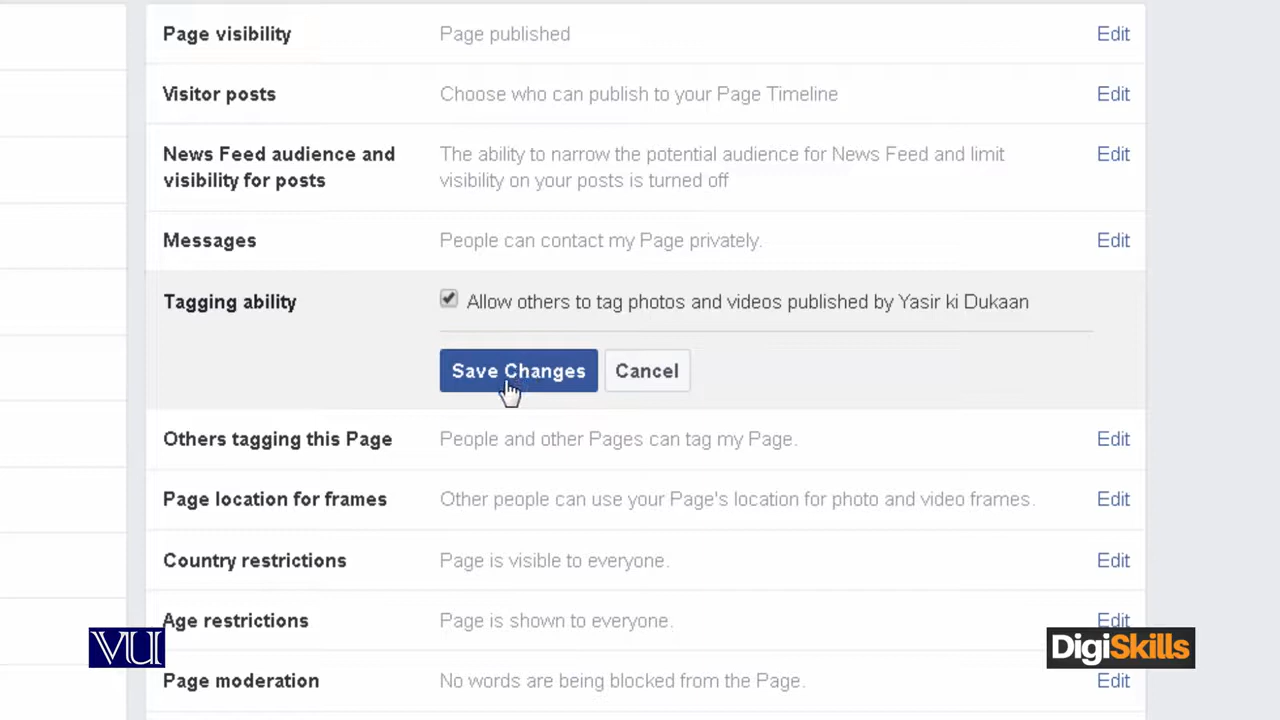 Page visibility Page published Edit
Visitor posts Choose who can publish to your Page Timeline Edit
News Feed audience and The ability to narrow the potential audience for News Feed and limit Edit
visibility for posts visibility on your posts is turned off
Messages People can contact my Page privately. Edit
Tagging ability Allow others to tag photos and videos published by Yasir ki Dukaan
Save Changes Cancel
Others tagging this Page People and other Pages can tag my Page. Edit
Page location for frames Other people can use your Page's location for photo and video frames. Edit
Country restrictions Page is visible to everyone. Edit
Age restrictions Page is shown to everyone. Edit
VU DigiSkills
Page moderation No words are being blocked from the Page. Edit